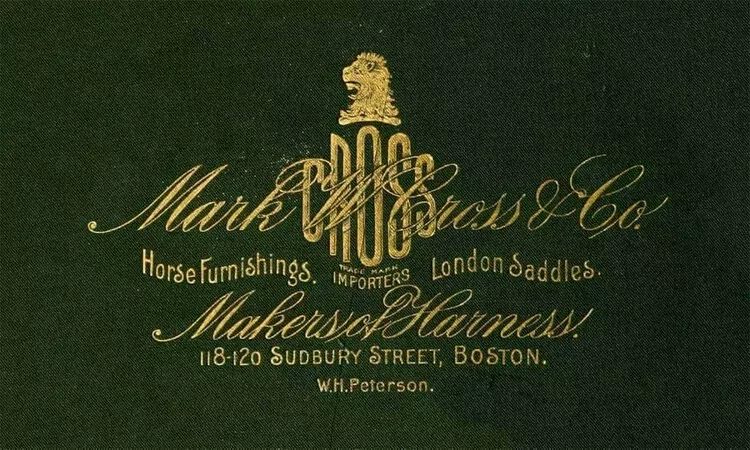 CROSS
Mark W. Cross & Co.
TRADE MARK
Horse Furnishings. IMPORTERS London Saddles.
Makers of Harness.
118-120 SUDBURY STREET, BOSTON.
W.H. Peterson.